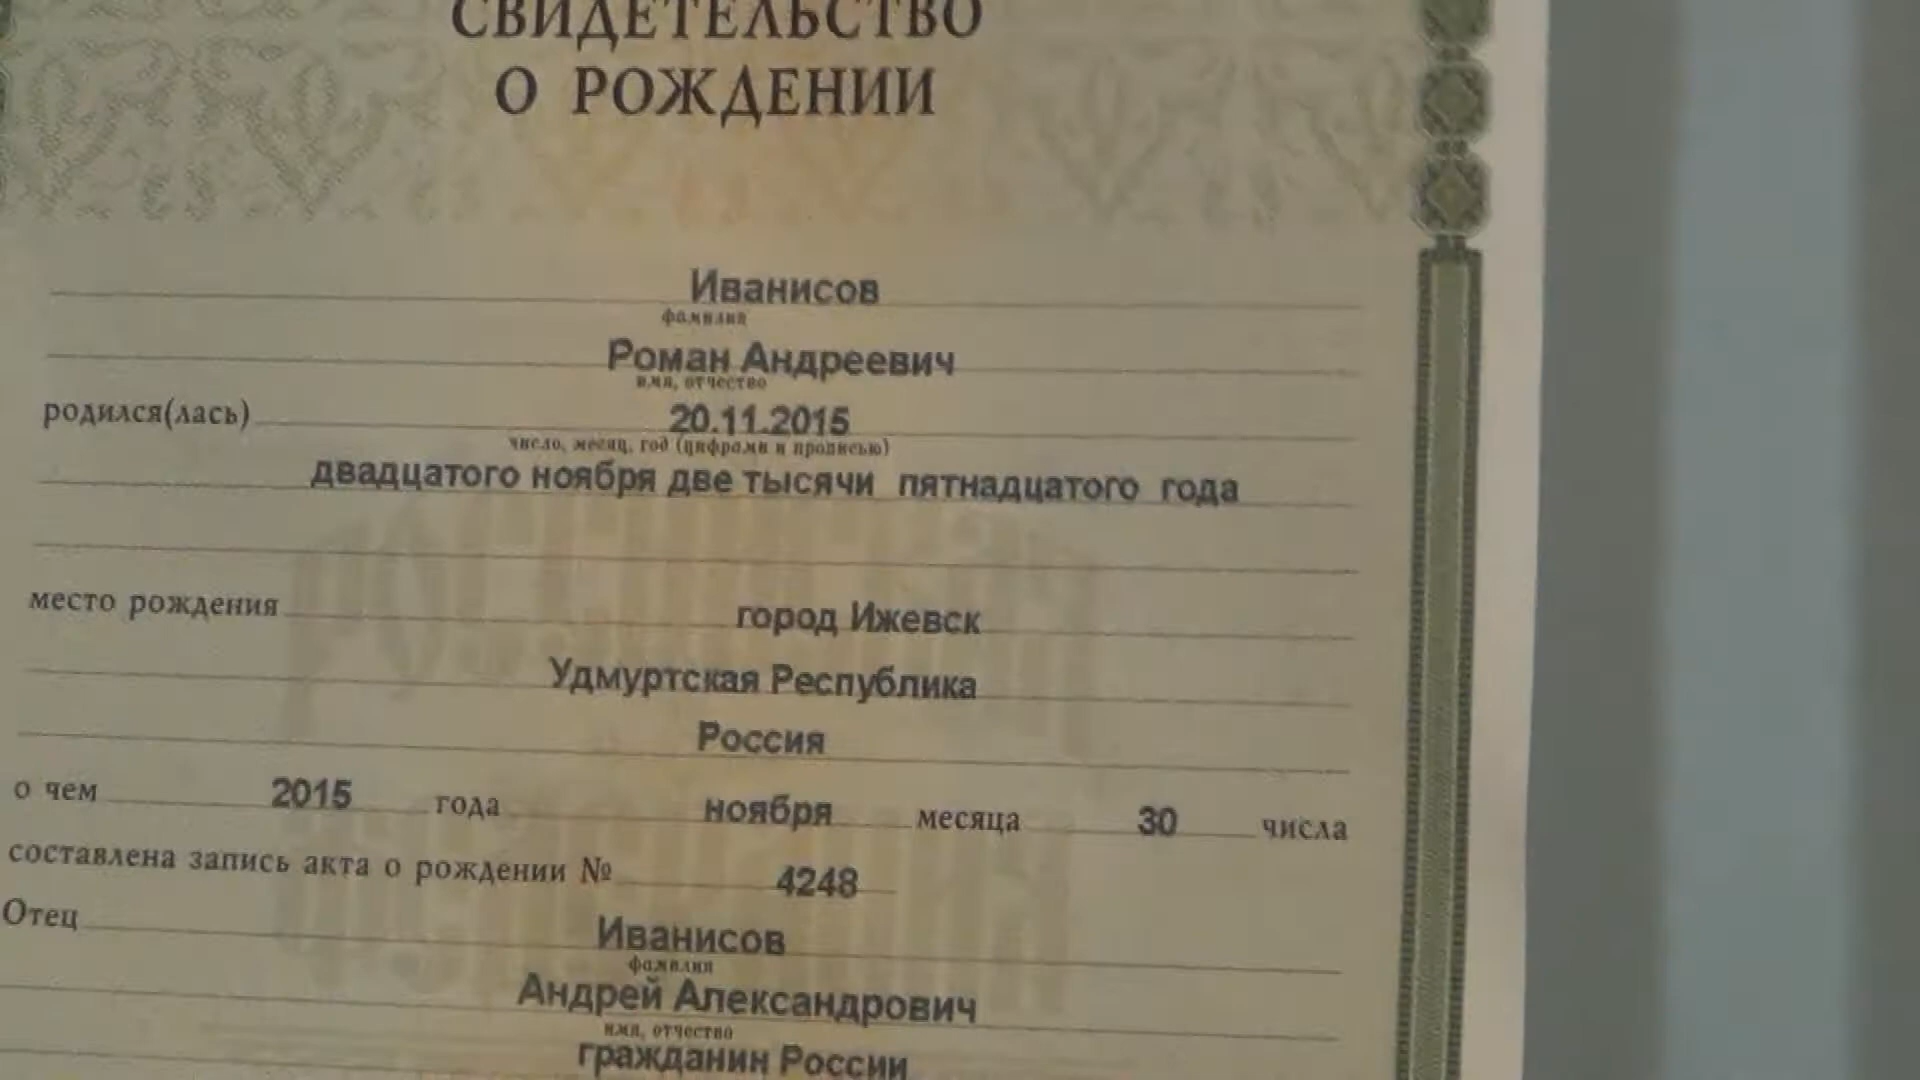 СВИДЕТЕЛЬСТВО
О РОЖДЕНИИ
Иванисов
фамилия
Роман Андреевич
имя, отчество
родился(лась) 20.11.2015
число, месяц, год (цифрами и прописью)
двадцатого ноября две тысячи пятнадцатого года
место рождения город Ижевск
Удмуртская Республика
Россия
о чем 2015 года ноября месяца 30 числа
составлена запись акта о рождении № 4248
Отец Иванисов
фамилия
Андрей Александрович
имя, отчество
гражданин России